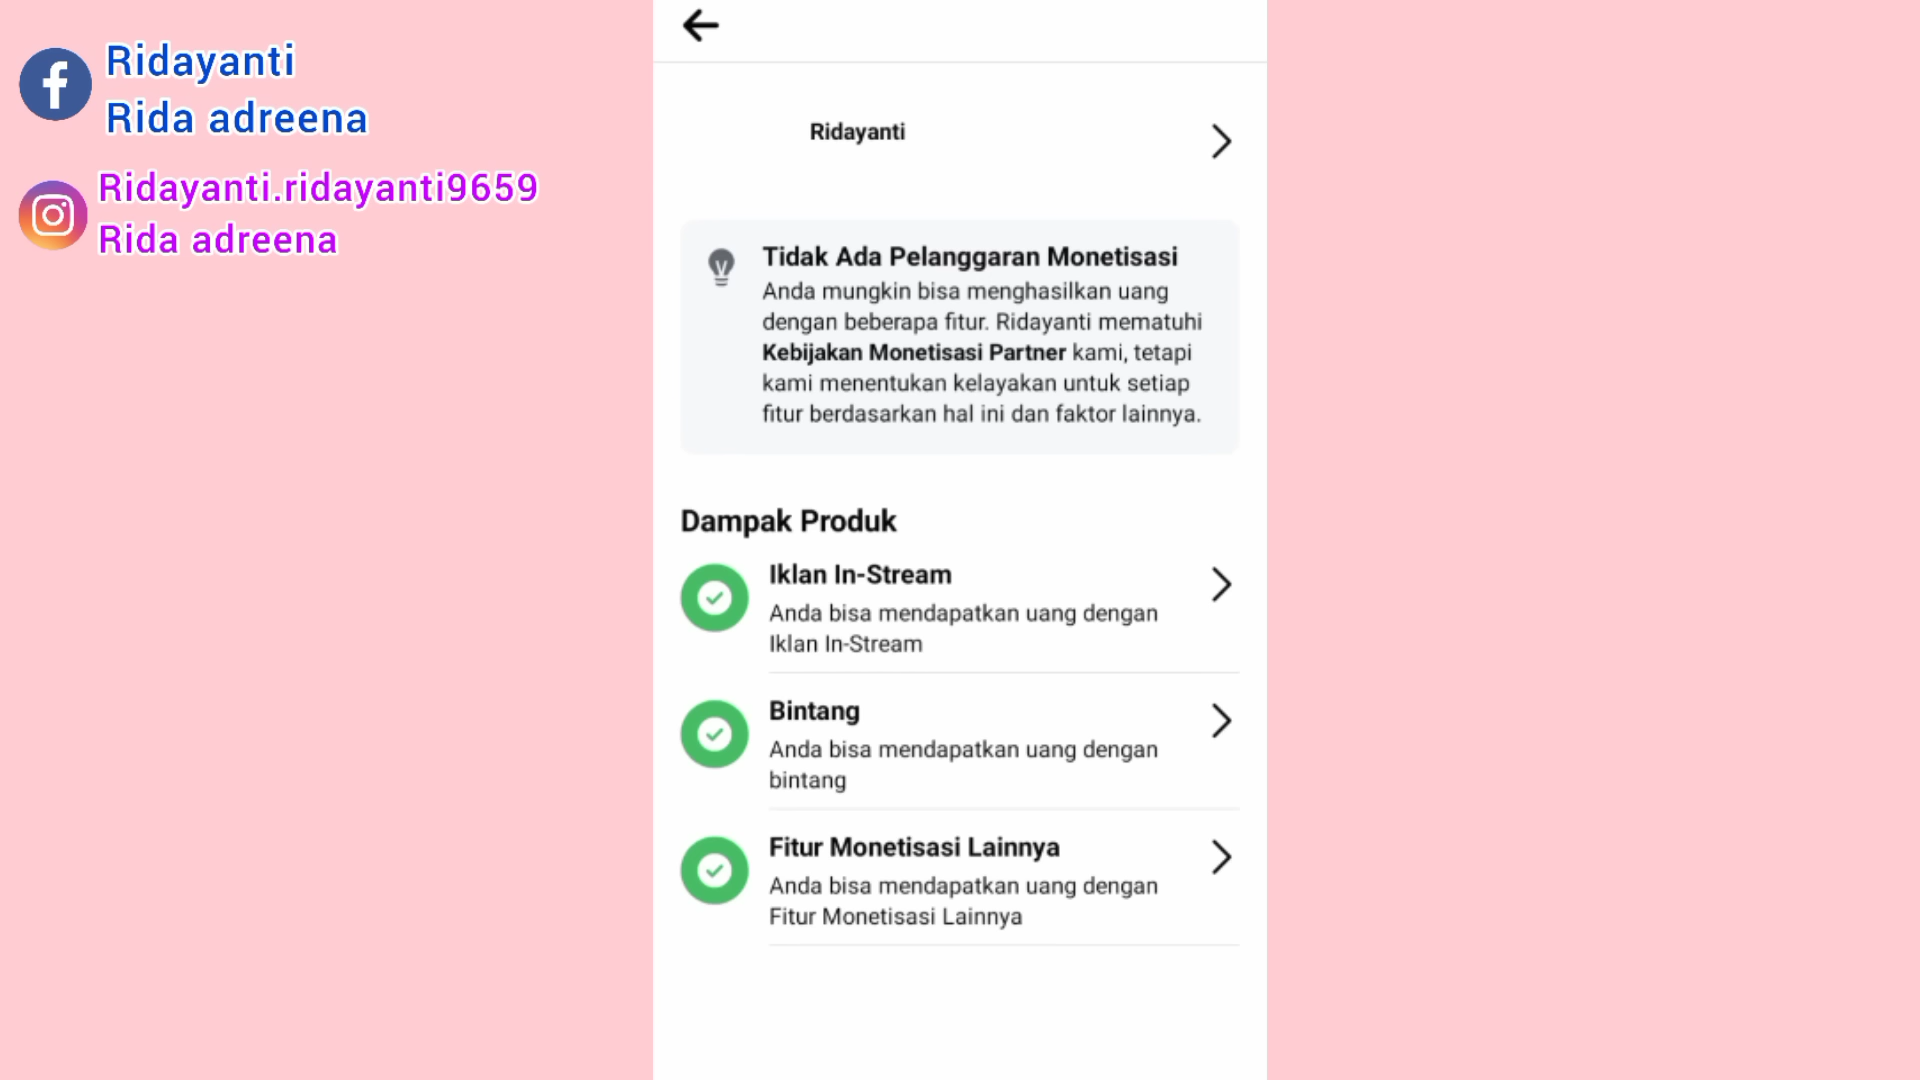 Ridayanti
Rida adreena
Ridayanti.ridayanti9659
Rida adreena
Ridayanti
Tidak Ada Pelanggaran Monetisasi
Anda mungkin bisa menghasilkan uang
dengan beberapa fitur. Ridayanti mematuhi
Kebijakan Monetisasi Partner kami, tetapi
kami menentukan kelayakan untuk setiap
fitur berdasarkan hal ini dan faktor lainnya.
Dampak Produk
Iklan In-Stream
Anda bisa mendapatkan uang dengan
Iklan In-Stream
Bintang
Anda bisa mendapatkan uang dengan
bintang
Fitur Monetisasi Lainnya
Anda bisa mendapatkan uang dengan
Fitur Monetisasi Lainnya